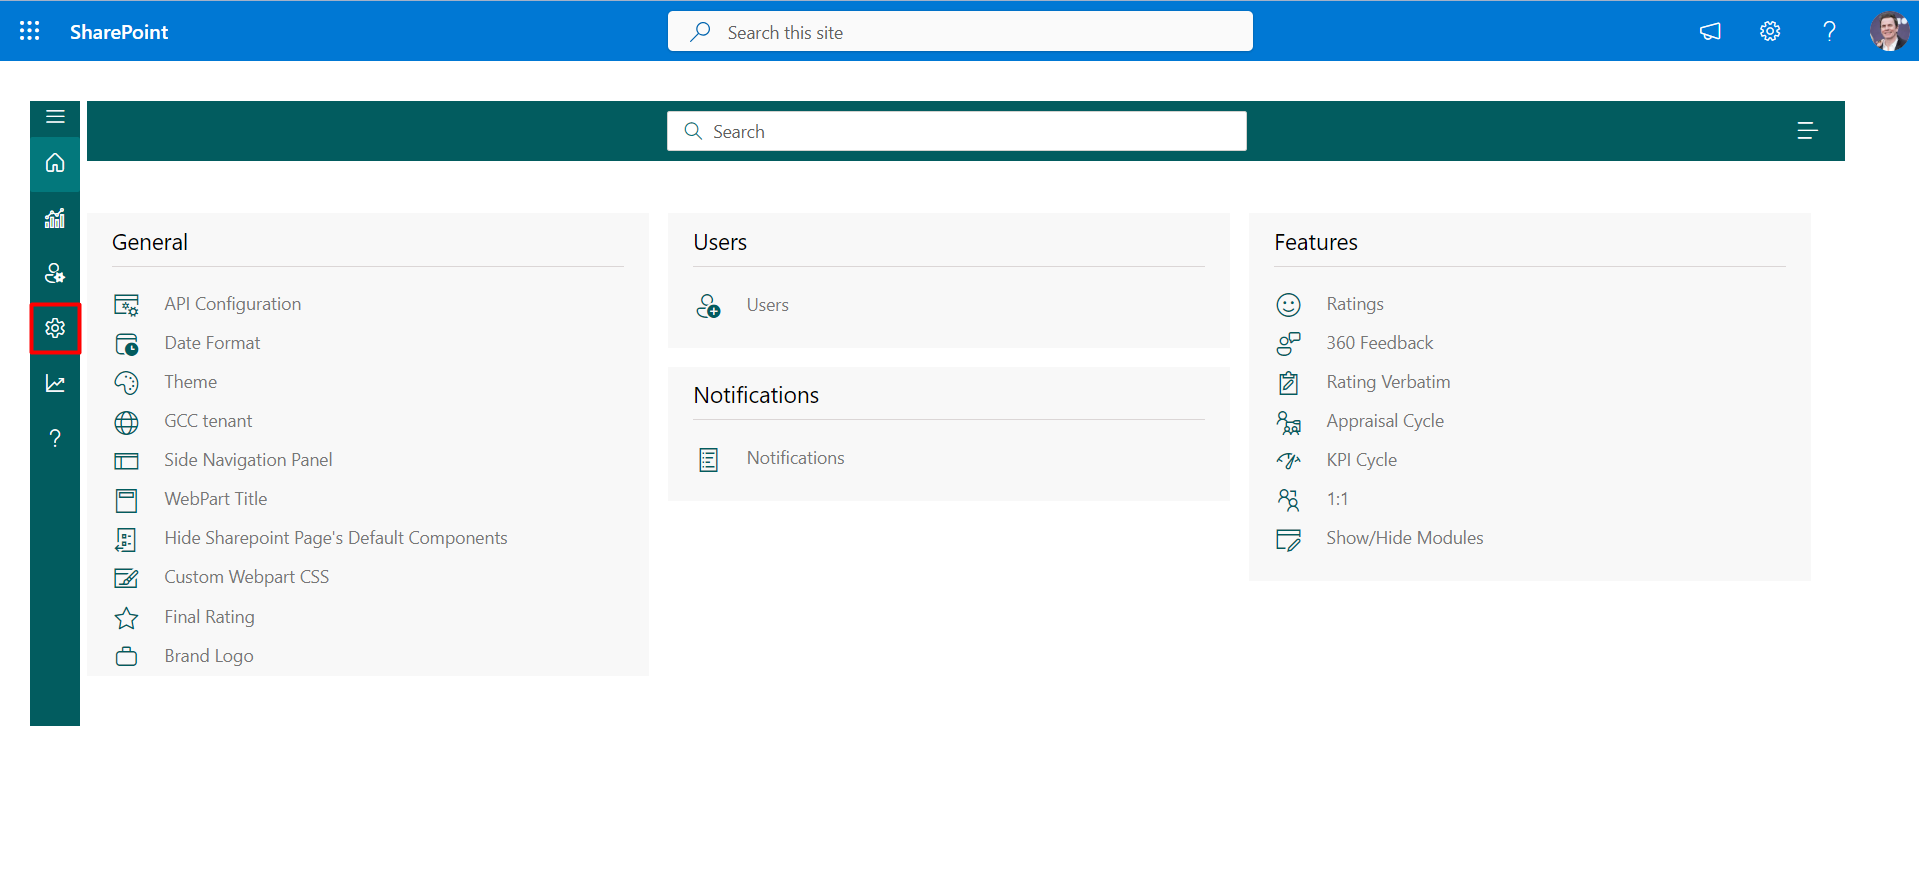 SharePoint
Search this site
?
Search
General
API Configuration
Date Format
Theme
GCC tenant
Side Navigation Panel
WebPart Title
Hide Sharepoint Page's Default Components
Custom Webpart CSS
Final Rating
Brand Logo
Users
Users
Notifications
Notifications
Features
Ratings
360 Feedback
Rating Verbatim
Appraisal Cycle
KPI Cycle
1:1
Show/Hide Modules
?